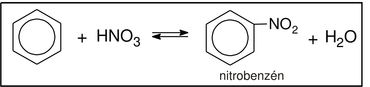 + HNO₃ ⇌ NO₂ + H₂O
nitrobenzén